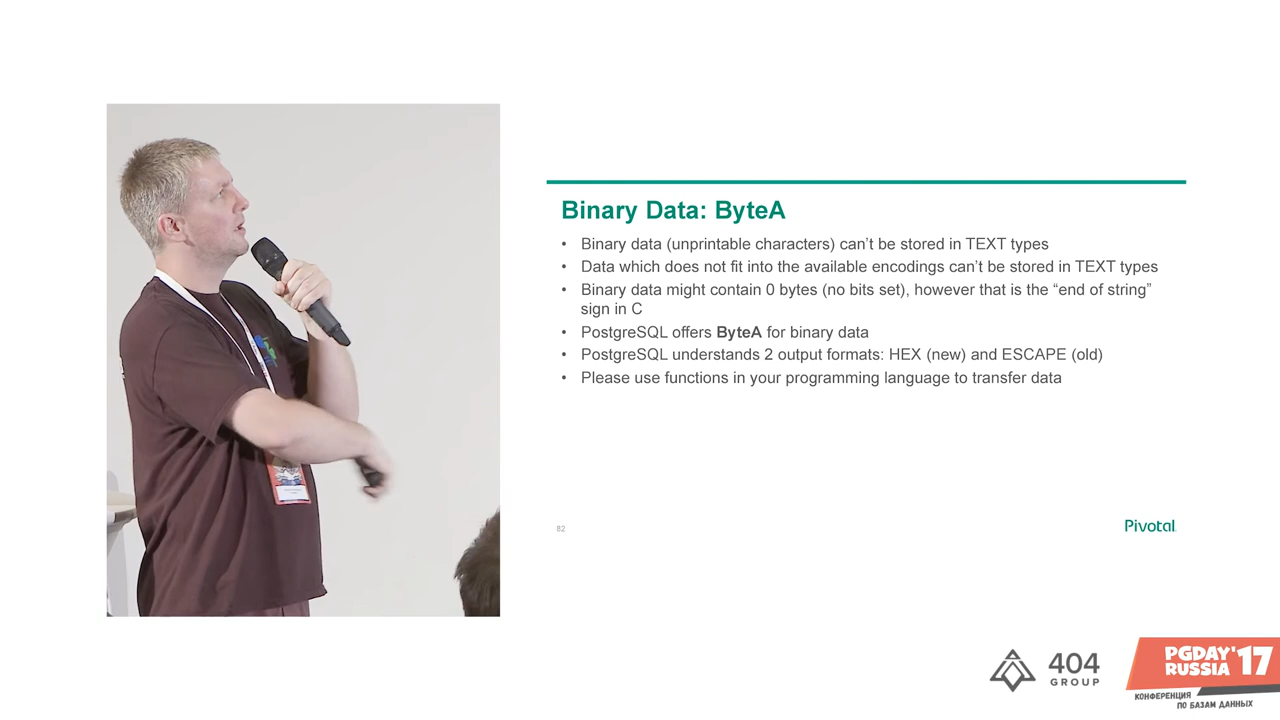 Binary Data: ByteA
• Binary data (unprintable characters) can’t be stored in TEXT types
• Data which does not fit into the available encodings can’t be stored in TEXT types
• Binary data might contain 0 bytes (no bits set), however that is the “end of string”
sign in C
• PostgreSQL offers ByteA for binary data
• PostgreSQL understands 2 output formats: HEX (new) and ESCAPE (old)
• Please use functions in your programming language to transfer data
82
Pivotal
404
GROUP
PGDAY'17
RUSSIA
КОНФЕРЕНЦИЯ
ПО БАЗАМ ДАННЫХ